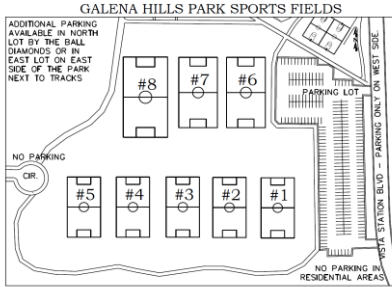 GALENA HILLS PARK SPORTS FIELDS
ADDITIONAL PARKING
AVAILABLE IN NORTH
LOT BY THE BALL
DIAMONDS OR IN
EAST LOT ON EAST
SIDE OF THE PARK
NEXT TO TRACKS
#8
#7
#6
PARKING LOT
NO PARKING
CIR.
#5
#4
#3
#2
#1
VISTA STATION BLVD - PARKING ONLY ON WEST SIDE
NO PARKING IN
RESIDENTIAL AREAS